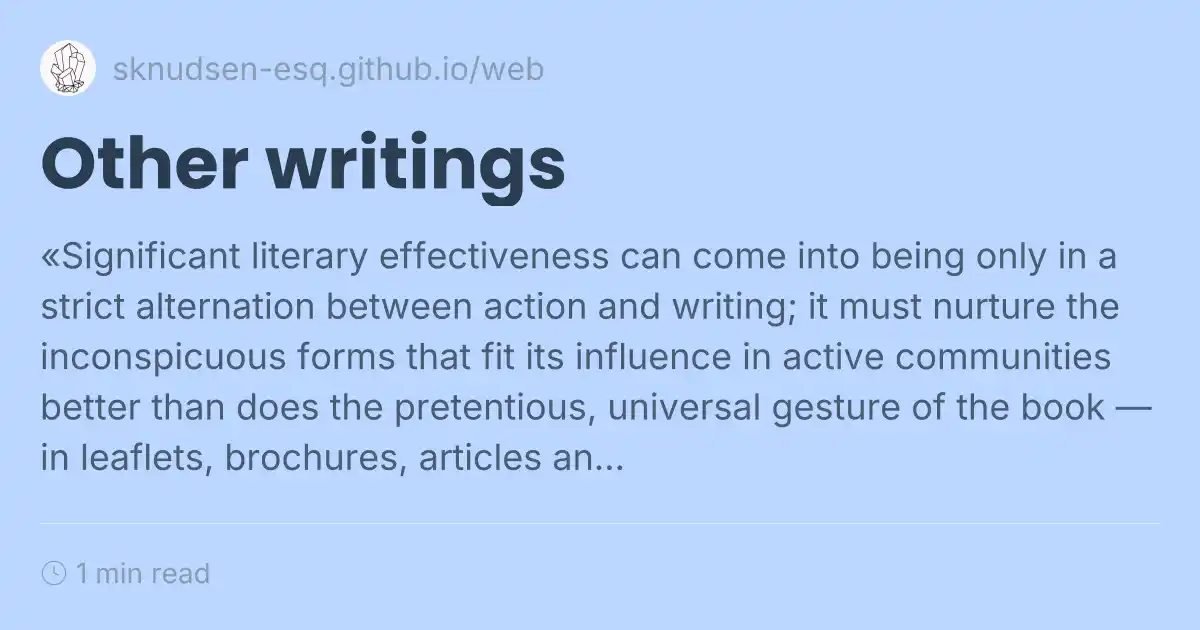 sknudsen-esq.github.io/web
Other writings
«Significant literary effectiveness can come into being only in a
strict alternation between action and writing; it must nurture the
inconspicuous forms that fit its influence in active communities
better than does the pretentious, universal gesture of the book —
in leaflets, brochures, articles an...
1 min read